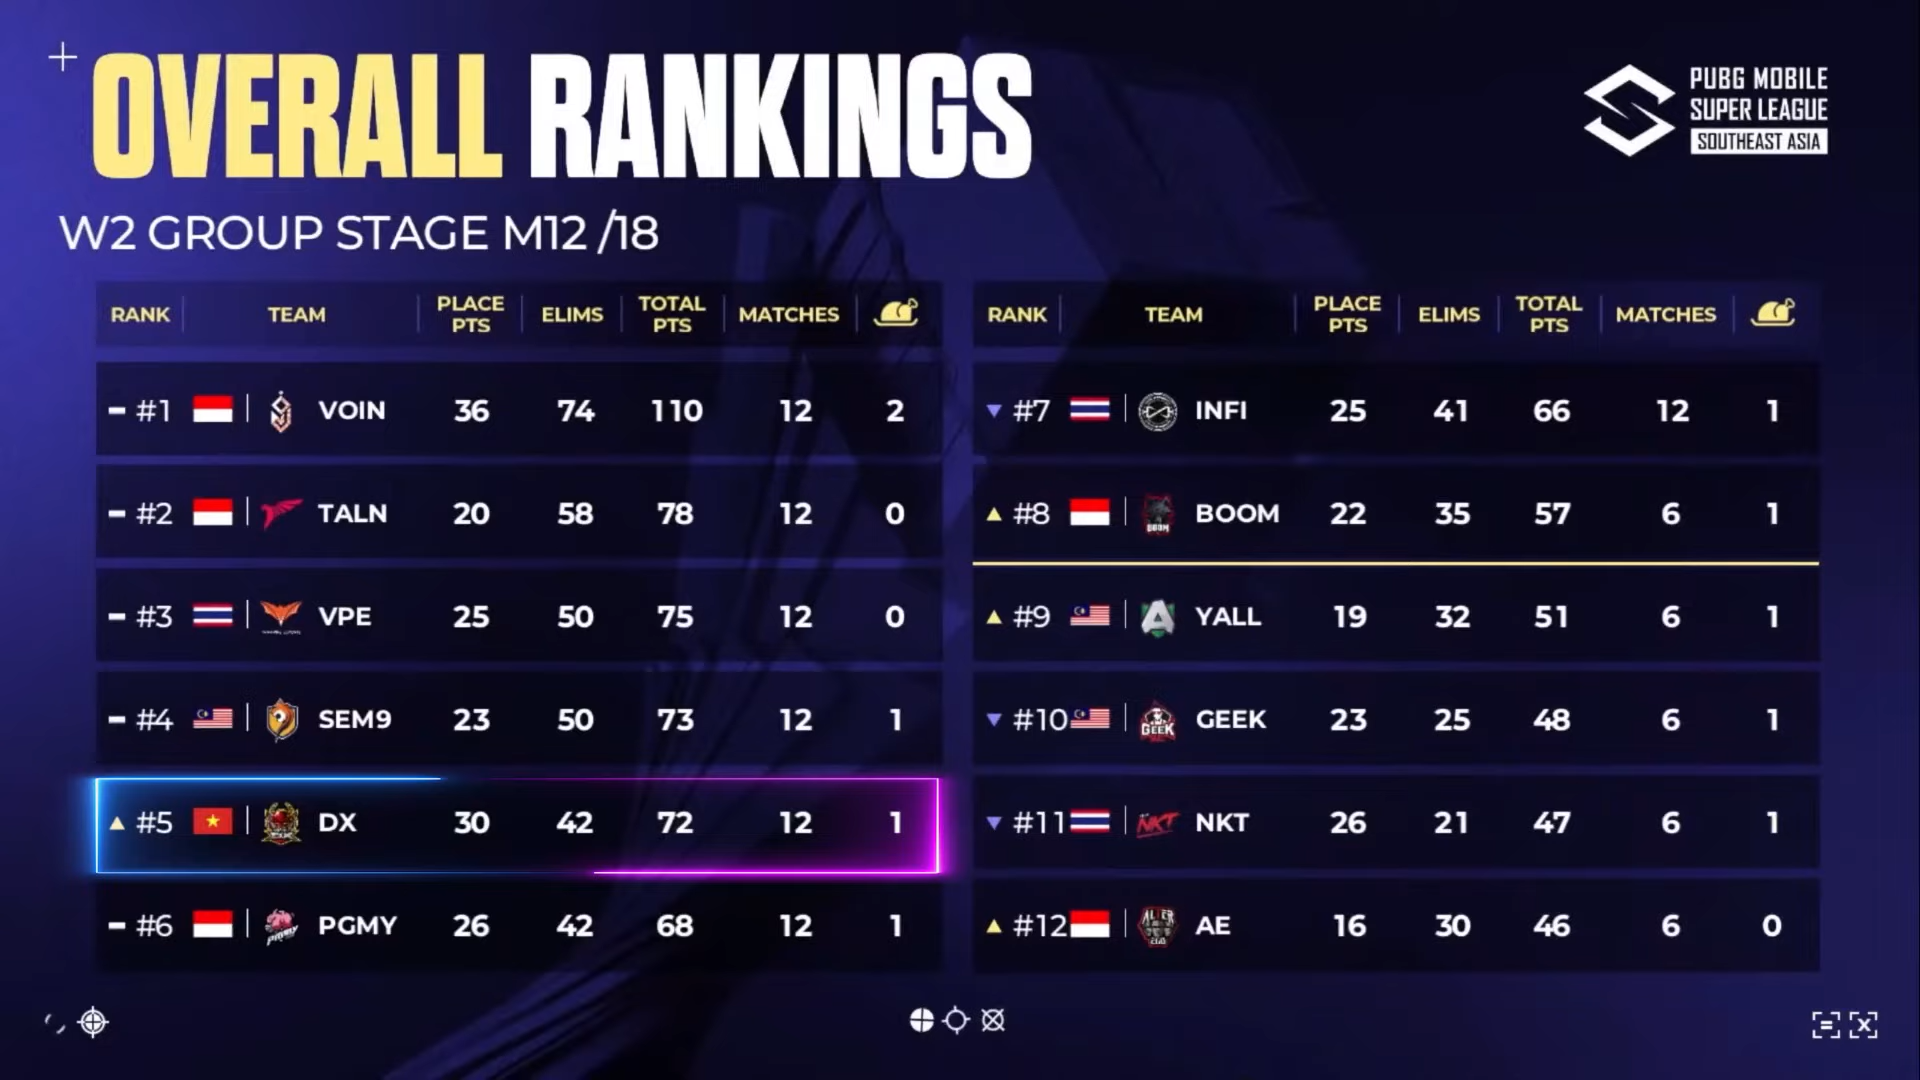 OVERALL RANKINGS
PUBG MOBILE
SUPER LEAGUE
SOUTHEAST ASIA
W2 GROUP STAGE M12 /18
RANK TEAM PLACE PTS ELIMS TOTAL PTS MATCHES
#1 VOIN 36 74 110 12 2
#2 TALN 20 58 78 12 0
#3 VPE 25 50 75 12 0
#4 SEM9 23 50 73 12 1
#5 DX 30 42 72 12 1
#6 PGMY 26 42 68 12 1
RANK TEAM PLACE PTS ELIMS TOTAL PTS MATCHES
#7 INFI 25 41 66 12 1
#8 BOOM BOOM 22 35 57 6 1
#9 YALL 19 32 51 6 1
#10 GEEK GEEK 23 25 48 6 1
#11 NKT NKT 26 21 47 6 1
#12 ALTER AE 16 30 46 6 0